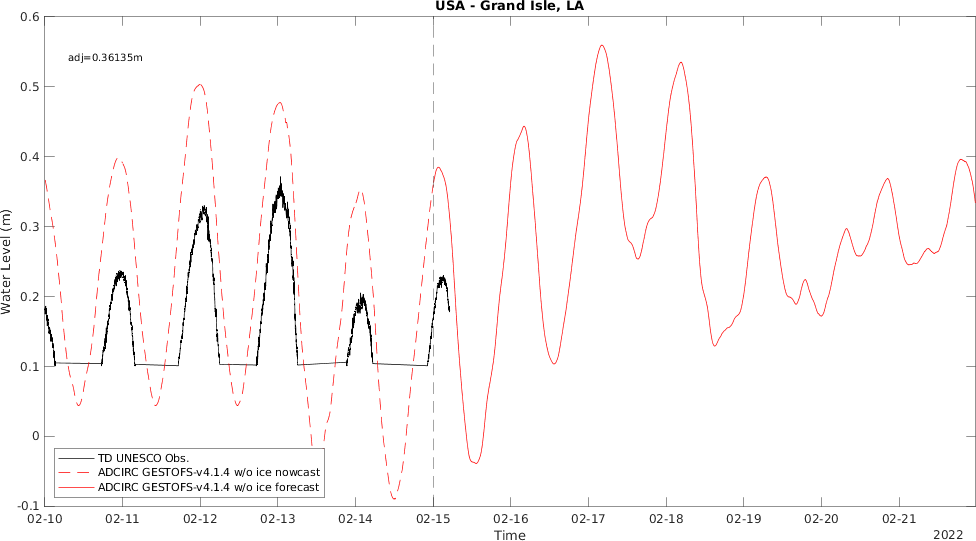 USA - Grand Isle, LA
0.6
adj=0.36135m
0.5
0.4
0.3
0.2
0.1
0
-0.1
Water Level (m)
TD UNESCO Obs.
ADCIRC GESTOFS-v4.1.4 w/o ice nowcast
ADCIRC GESTOFS-v4.1.4 w/o ice forecast
02-10 02-11 02-12 02-13 02-14 02-15 02-16 02-17 02-18 02-19 02-20 02-21
Time
2022